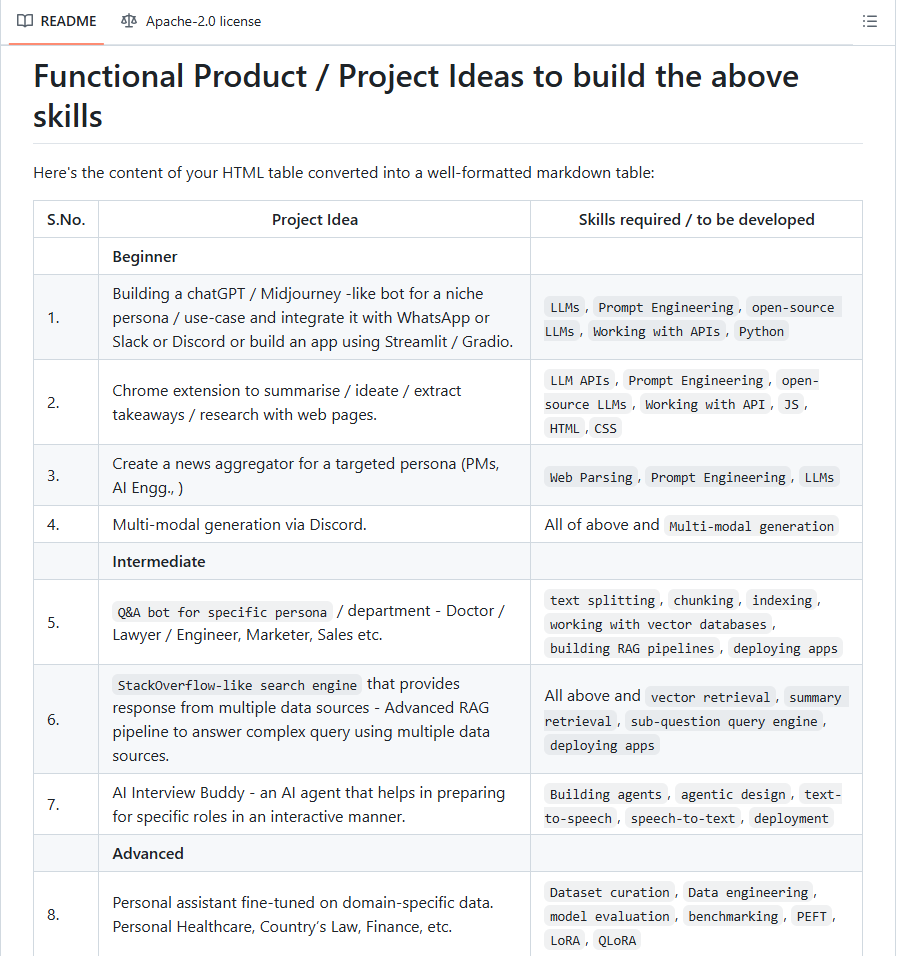 README
Apache-2.0 license
Functional Product / Project Ideas to build the above
skills
Here's the content of your HTML table converted into a well-formatted markdown table:
S.No.
Project Idea
Skills required / to be developed
Beginner
1.
Building a chatGPT / Midjourney -like bot for a niche
persona / use-case and integrate it with WhatsApp or
Slack or Discord or build an app using Streamlit / Gradio.
LLMs, Prompt Engineering, open-source
LLMs, Working with APIs, Python
2.
Chrome extension to summarise / ideate / extract
takeaways / research with web pages.
LLM APIs, Prompt Engineering, open-
source LLMs, Working with API, JS,
HTML, CSS
3.
Create a news aggregator for a targeted persona (PMs,
AI Engg., )
Web Parsing, Prompt Engineering, LLMs
4.
Multi-modal generation via Discord.
All of above and Multi-modal generation
Intermediate
5.
Q&A bot for specific persona / department - Doctor /
Lawyer / Engineer, Marketer, Sales etc.
text splitting, chunking, indexing,
working with vector databases,
building RAG pipelines, deploying apps
6.
StackOverflow-like search engine that provides
response from multiple data sources - Advanced RAG
pipeline to answer complex query using multiple data
sources.
All above and vector retrieval, summary
retrieval, sub-question query engine,
deploying apps
7.
AI Interview Buddy - an AI agent that helps in preparing
for specific roles in an interactive manner.
Building agents, agentic design, text-
to-speech, speech-to-text, deployment
Advanced
8.
Personal assistant fine-tuned on domain-specific data.
Personal Healthcare, Country's Law, Finance, etc.
Dataset curation, Data engineering,
model evaluation, benchmarking, PEFT,
LoRA, QLoRA